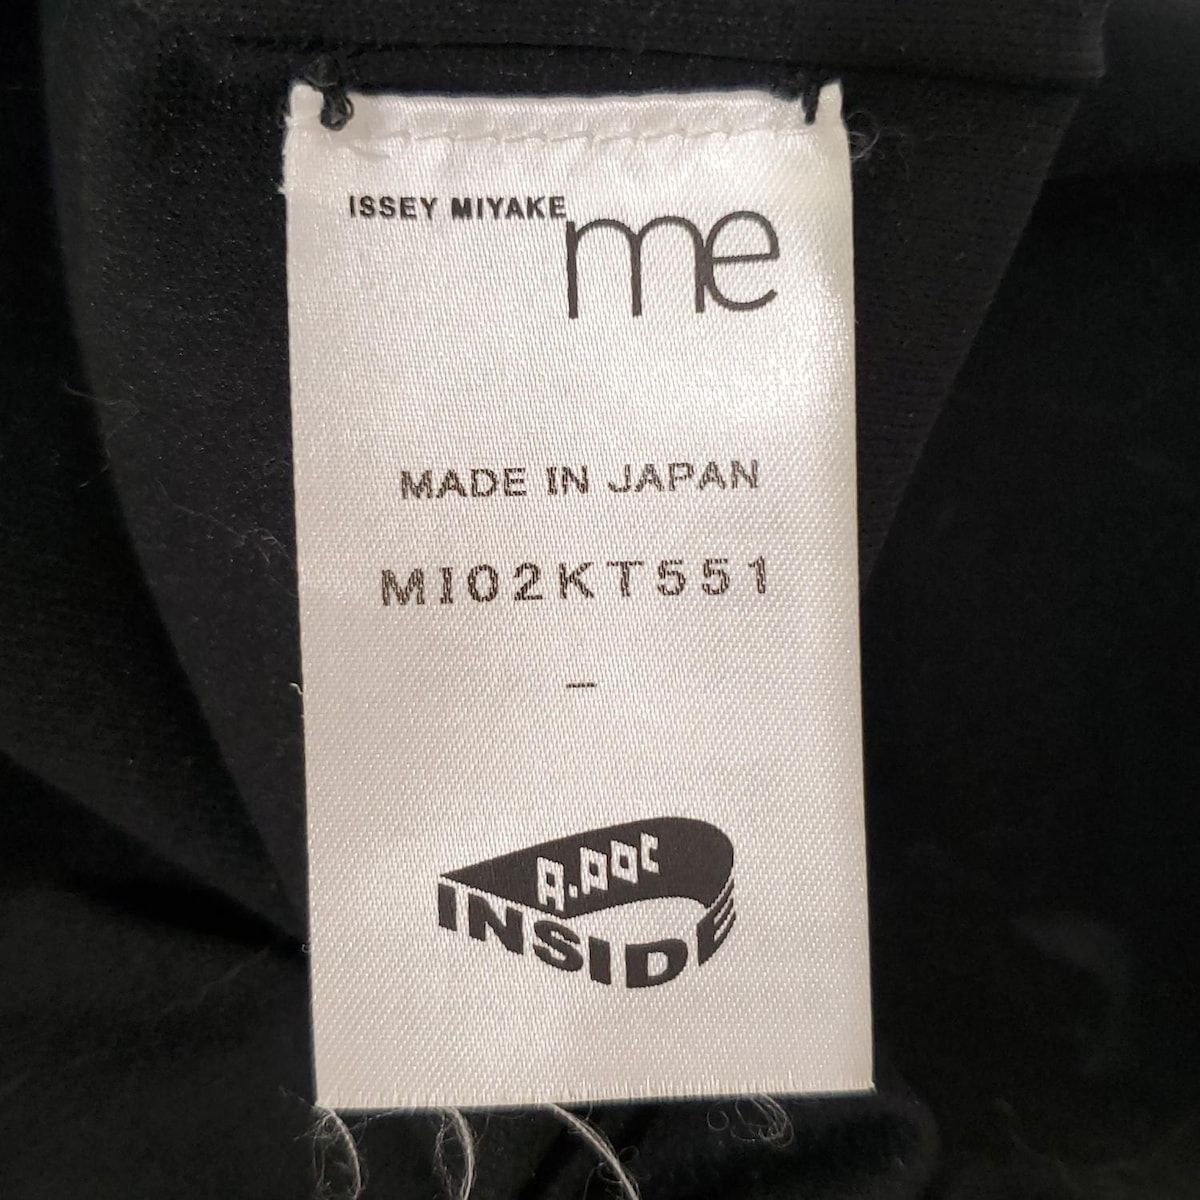 ISSEY MIYAKE
me
MADE IN JAPAN
MI02KT551
–
A.POC
INSIDE